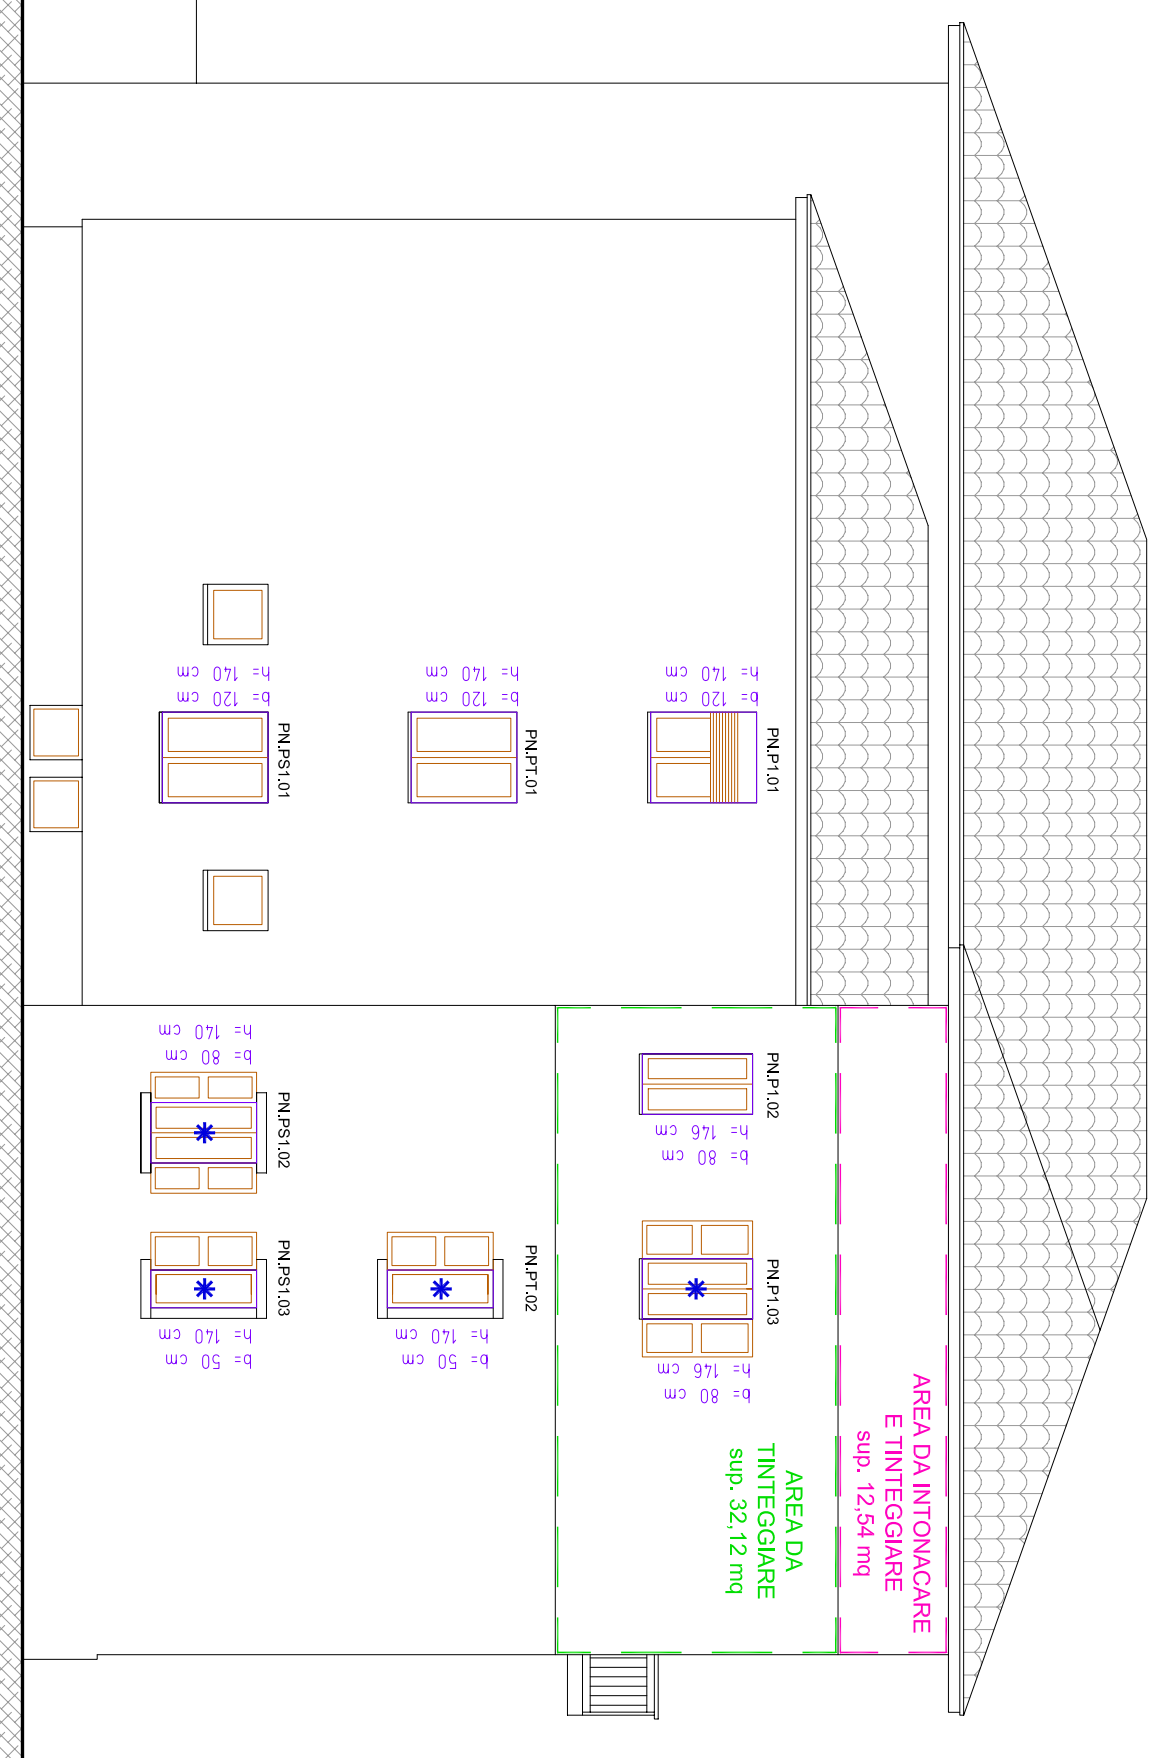 PN.P1.01
b= 120 cm
h= 140 cm
PN.PT.01
b= 120 cm
h= 140 cm
PN.PS1.01
b= 120 cm
h= 140 cm
AREA DA INTONACARE
E TINTEGGIARE
sup. 12,54 mq
AREA DA
TINTEGGIARE
sup. 32,12 mq
PN.P1.02
b= 80 cm
h= 146 cm
PN.P1.03
b= 80 cm
h= 146 cm
PN.PT.02
b= 50 cm
h= 140 cm
PN.PS1.02
b= 80 cm
h= 140 cm
PN.PS1.03
b= 50 cm
h= 140 cm